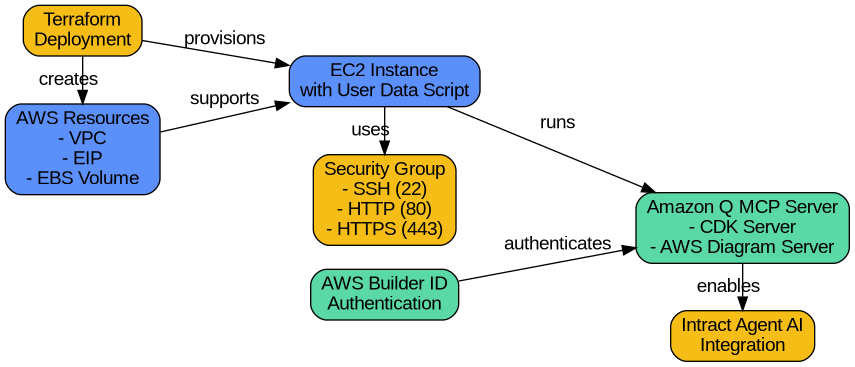 Terraform
Deployment
provisions
creates
EC2 Instance
with User Data Script
AWS Resources
- VPC
- EIP
- EBS Volume
supports
uses
runs
Security Group
- SSH (22)
- HTTP (80)
- HTTPS (443)
Amazon Q MCP Server
- CDK Server
- AWS Diagram Server
authenticates
AWS Builder ID
Authentication
enables
Intract Agent AI
Integration